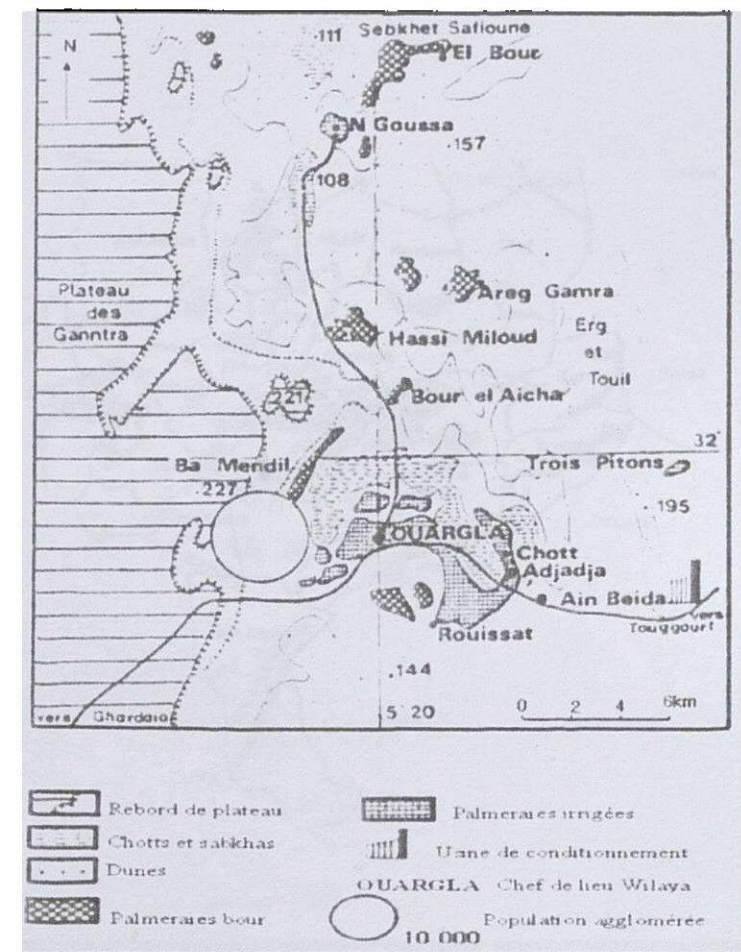 N
Sebkhet Safioune
.111
El Bour
N Goussa
.157
108
Plateau
des
Ganntra
Areg Gamra
Hassi Miloud
Erg
et
Touil
221
Bour el Aicha
32°
Ba Mendil
Trois Pitons
.227
.195
OUARGLA
Chott
Adjadja
Ain Beida
vers
Touggourt
Rouissat
.144
vers Ghardaia
5° 20
0 2 4 6km
Rebord de plateau
Palmeraies irrigées
Chotts et sabkhas
Usine de conditionnement
Dunes
OUARGLA Chef de lieu Wilaya
Palmeraies bour
Population agglomérée
10 000